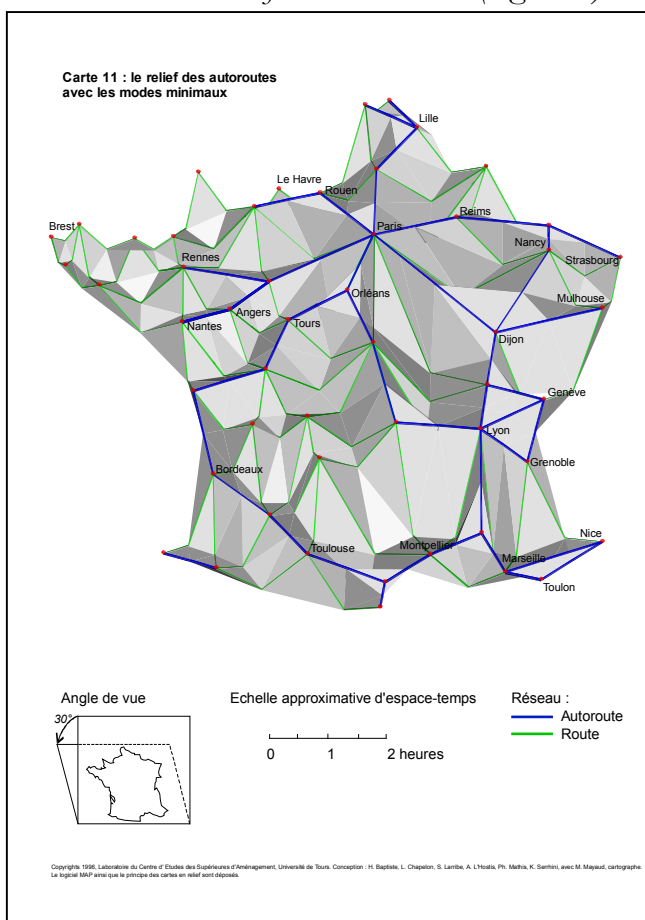 Carte 11 : le relief des autoroutes
avec les modes minimaux
Lille
Le Havre
Rouen
Reims
Paris
Brest
Nancy
Rennes
Strasbourg
Orléans
Mulhouse
Angers
Tours
Nantes
Dijon
Genéve
Lyon
Grenoble
Bordeaux
Nice
Toulouse
Montpellier
Marseille
Toulon
Angle de vue
Echelle approximative d'espace-temps
Réseau :
30°
Autoroute
Route
0 1 2 heures
Copyrights 1996, Laboratoire du Centre d' Etudes des Supérieures d'Aménagement, Université de Tours. Conception : H. Baptiste, L. Chapelon, S. Larribe, A. L'Hostis, Ph. Mathis, K. Serrhini, avec M. Mayaud, cartographe.
Le logiciel MAP ainsi que le principe des cartes en relief sont déposés.